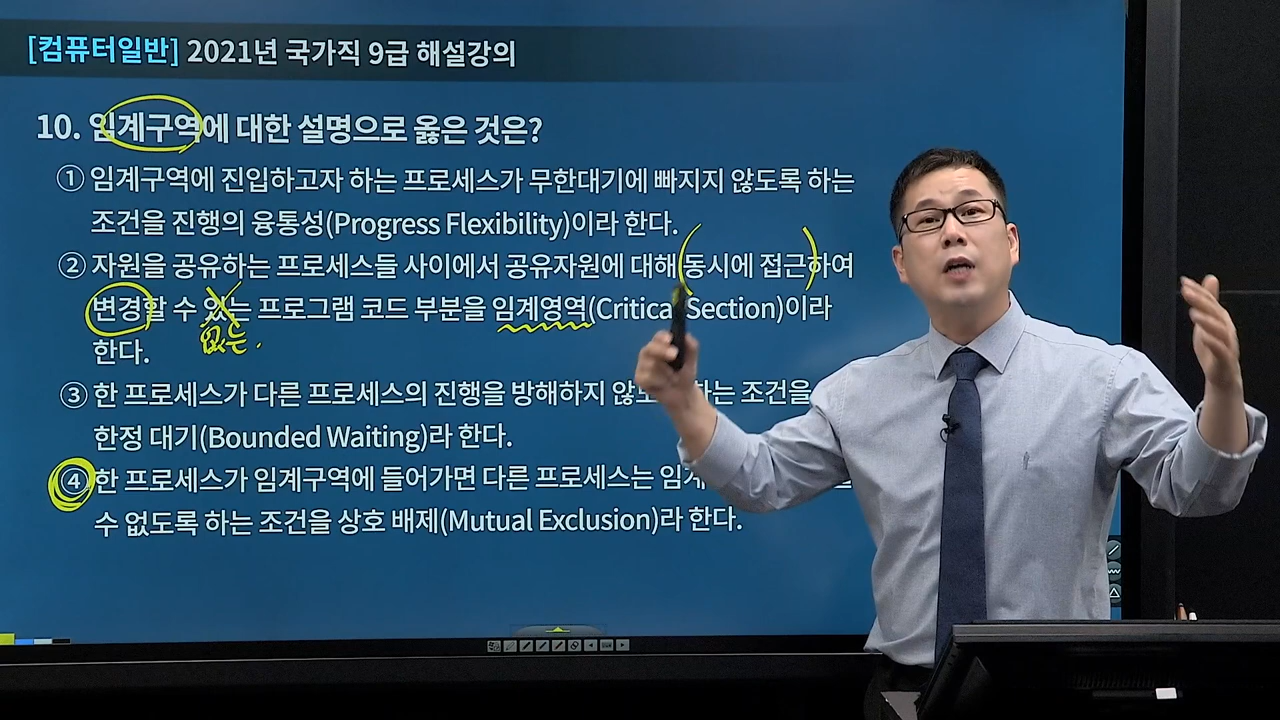 [컴퓨터일반] 2021년 국가직 9급 해설강의
10. 임계구역에 대한 설명으로 옳은 것은?
① 임계구역에 진입하고자 하는 프로세스가 무한대기에 빠지지 않도록 하는
조건을 진행의 융통성(Progress Flexibility)이라 한다.
② 자원을 공유하는 프로세스들 사이에서 공유자원에 대해 동시에 접근하여
변경할 수 있는 프로그램 코드 부분을 임계영역(Critical Section)이라
없는.
한다.
③ 한 프로세스가 다른 프로세스의 진행을 방해하지 하는 조건을
한정 대기(Bounded Waiting)라 한다.
④ 한 프로세스가 임계구역에 들어가면 다른 프로세스는
수 없도록 하는 조건을 상호 배제(Mutual Exclusion)라 한다.